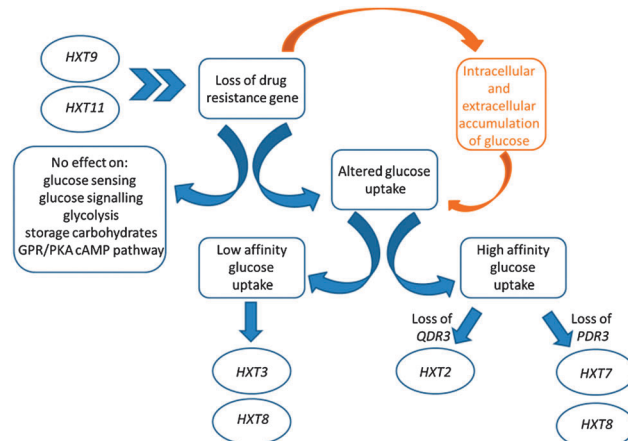 HXT9
HXT11
Loss of drug
resistance gene
Intracellular
and
extracellular
accumulation
of glucose
No effect on:
glucose sensing
glucose signalling
glycolysis
storage carbohydrates
GPR/PKA cAMP pathway
Altered glucose
uptake
Low affinity
glucose
uptake
High affinity
glucose
uptake
Loss of
QDR3
Loss of
PDR3
HXT3
HXT8
HXT2
HXT7
HXT8